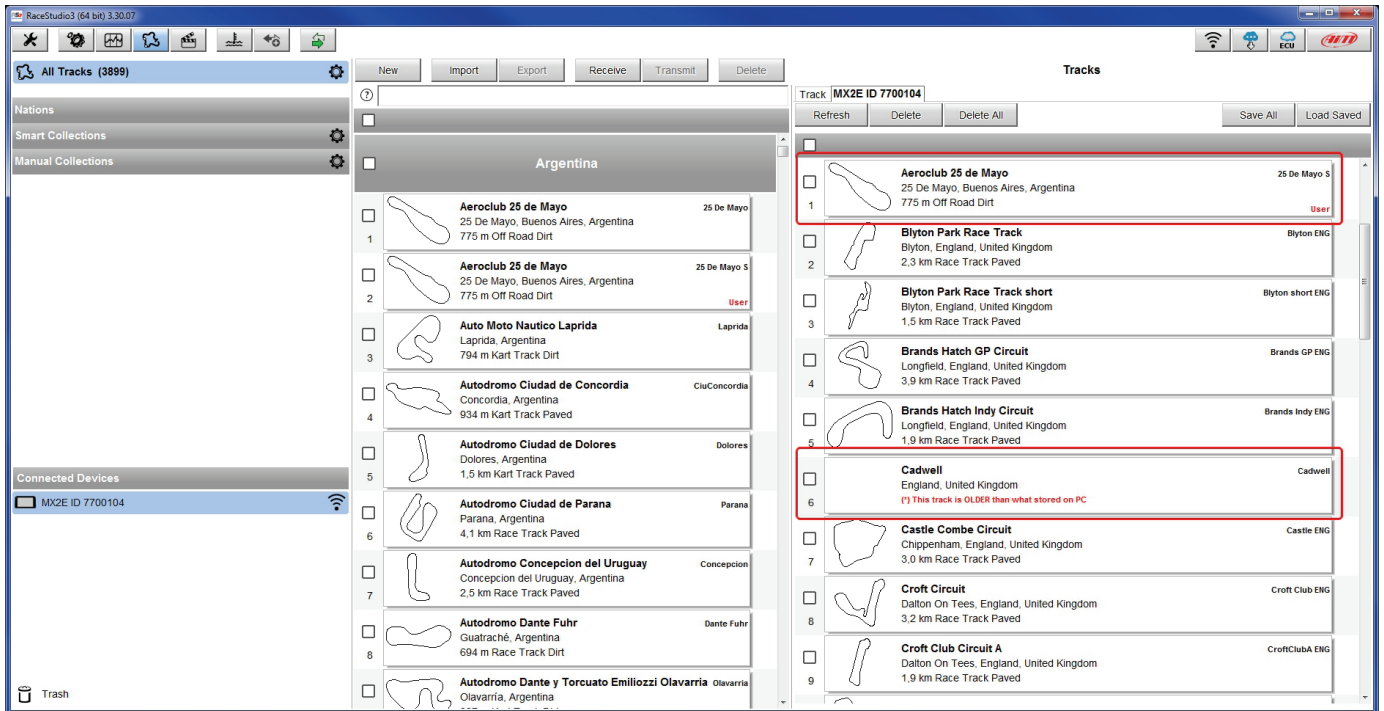 RaceStudio3 (64 bit) 3.30.07
ECU
AiM
All Tracks (3899)
Nations
Smart Collections
Manual Collections
Connected Devices
MX2E ID 7700104
Trash
New
Import
Export
Receive
Transmit
Delete
?
Argentina
Aeroclub 25 de Mayo
25 De Mayo
25 De Mayo, Buenos Aires, Argentina
775 m Off Road Dirt
1
Aeroclub 25 de Mayo
25 De Mayo S
25 De Mayo, Buenos Aires, Argentina
775 m Off Road Dirt
User
2
Auto Moto Nautico Laprida
Laprida
Laprida, Argentina
794 m Kart Track Dirt
3
Autodromo Ciudad de Concordia
CiuConcordia
Concordia, Argentina
934 m Kart Track Paved
4
Autodromo Ciudad de Dolores
Dolores
Dolores, Argentina
1,5 km Kart Track Paved
5
Autodromo Ciudad de Parana
Parana
Parana, Argentina
4,1 km Race Track Paved
6
Autodromo Concepcion del Uruguay
Concepcion
Concepcion del Uruguay, Argentina
2,5 km Race Track Paved
7
Autodromo Dante Fuhr
Dante Fuhr
Guatraché, Argentina
694 m Race Track Dirt
8
Autodromo Dante y Torcuato Emiliozzi Olavarria
Olavarria
Olavarría, Argentina
Tracks
Track
MX2E ID 7700104
Refresh
Delete
Delete All
Save All
Load Saved
Aeroclub 25 de Mayo
25 De Mayo S
25 De Mayo, Buenos Aires, Argentina
775 m Off Road Dirt
User
1
Blyton Park Race Track
Blyton ENG
Blyton, England, United Kingdom
2,3 km Race Track Paved
2
Blyton Park Race Track short
Blyton short ENG
Blyton, England, United Kingdom
1,5 km Race Track Paved
3
Brands Hatch GP Circuit
Brands GP ENG
Longfield, England, United Kingdom
3,9 km Race Track Paved
4
Brands Hatch Indy Circuit
Brands Indy ENG
Longfield, England, United Kingdom
1,9 km Race Track Paved
5
Cadwell
Cadwell
England, United Kingdom
(*) This track is OLDER than what stored on PC
6
Castle Combe Circuit
Castle ENG
Chippenham, England, United Kingdom
3,0 km Race Track Paved
7
Croft Circuit
Croft Club ENG
Dalton On Tees, England, United Kingdom
3,2 km Race Track Paved
8
Croft Club Circuit A
CroftClubA ENG
Dalton On Tees, England, United Kingdom
1,9 km Race Track Paved
9